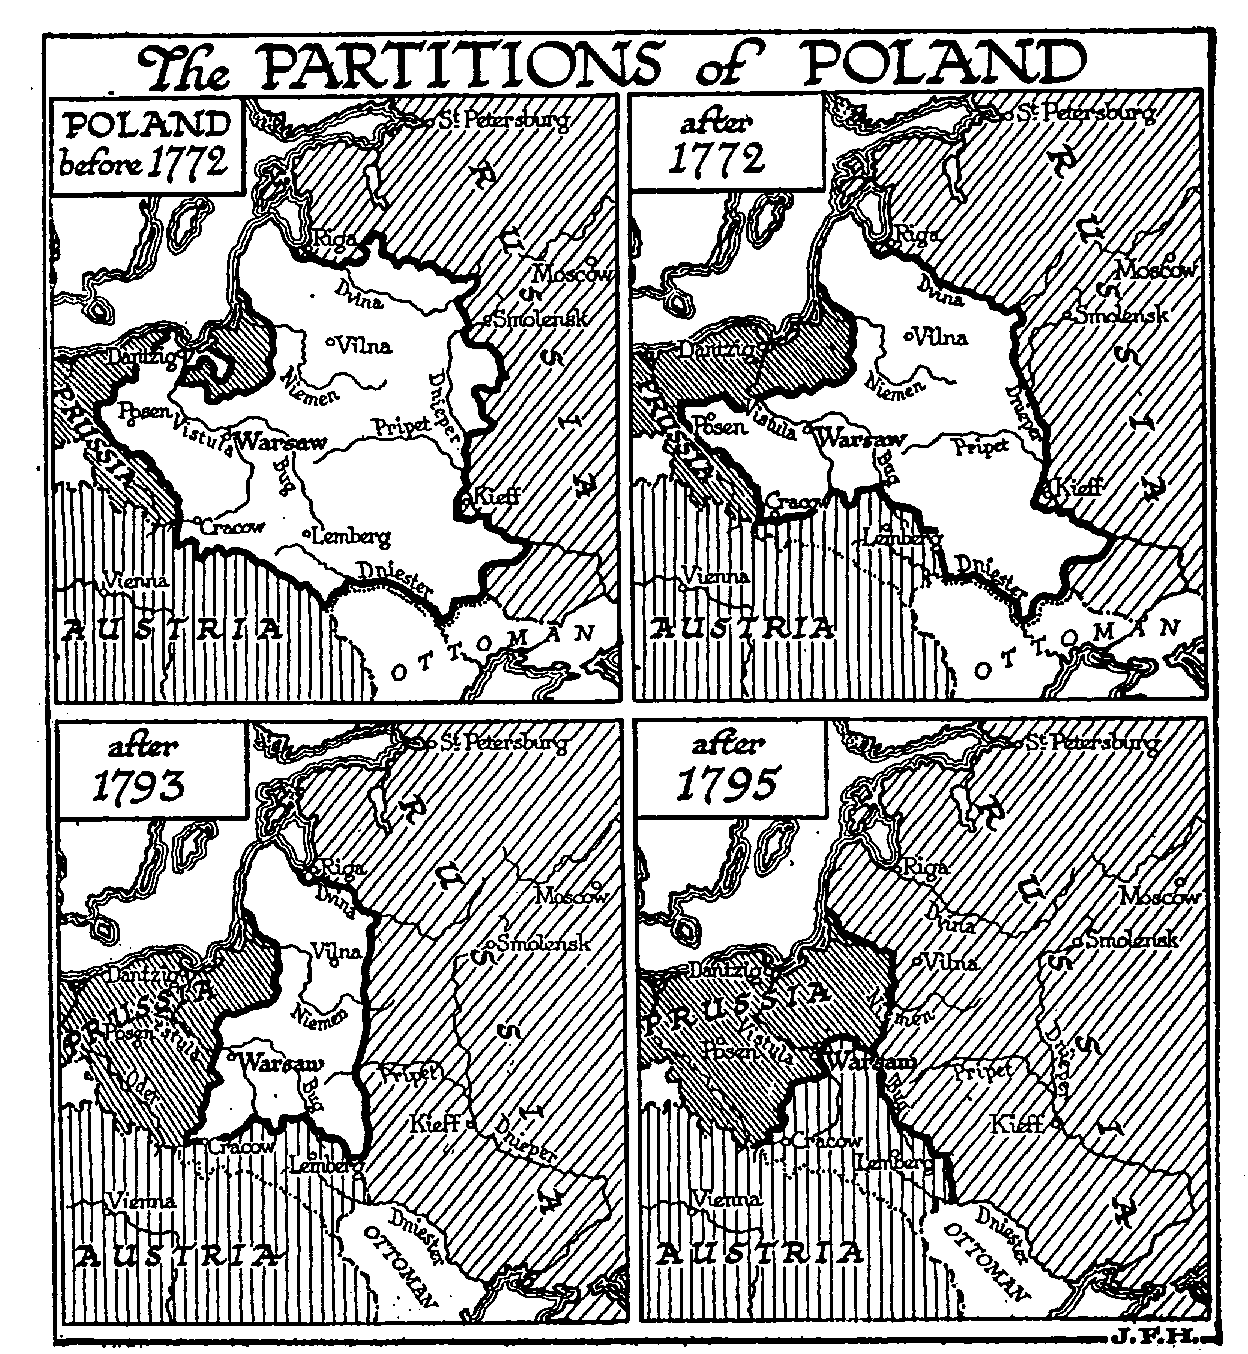 The PARTITIONS of POLAND
POLAND
before 1772
St. Petersburg
RUSSIA
Riga
Moscow
Dvina
Smolensk
Vilna
Dantzig
Niemen
Dnieper
PRUSSIA
Posen
Vistula
Warsaw
Pripet
Bug
Kieff
Cracow
Lemberg
Vienna
Dniester
AUSTRIA
OTTOMAN
after
1772
St. Petersburg
RUSSIA
Riga
Moscow
Dvina
Smolensk
Vilna
Dantzig
Niemen
Dnieper
PRUSSIA
Posen
Vistula
Warsaw
Pripet
Bug
Kieff
Cracow
Lemberg
Vienna
Dniester
AUSTRIA
OTTOMAN
after
1793
St. Petersburg
RUSSIA
Riga
Moscow
Dvina
Smolensk
Vilna
Dantzig
PRUSSIA
Niemen
Posen
Vistula
Warsaw
Oder
Bug
Pripet
Kieff
Dnieper
Cracow
Lemberg
Vienna
Dniester
AUSTRIA
OTTOMAN
after
1795
St. Petersburg
RUSSIA
Riga
Moscow
Dvina
Smolensk
Vilna
Dantzig
PRUSSIA
Niemen
Posen
Vistula
Warsaw
Pripet
Dnieper
Bug
Kieff
Cracow
Lemberg
Vienna
Dniester
AUSTRIA
OTTOMAN
J.F.H.